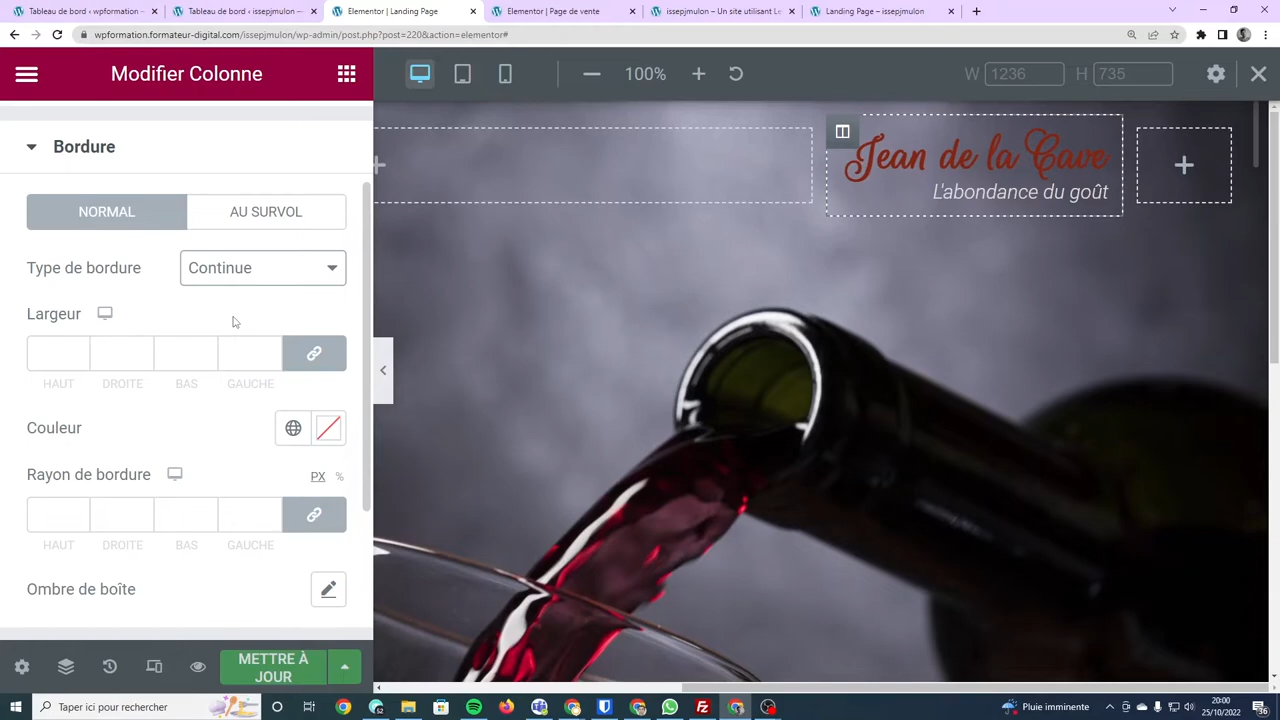 Tableau de bord ‹ wpformation ·
Tableau de bord ‹ issepjmulon —
Elementor | Landing Page
Elementor | Page de vente
issepjmulon – Un site utilisant Le
Landing Page – issepjmulon
wpformation.formateur-digital.com/issepjmulon/wp-admin/post.php?post=220&action=elementor#
Modifier Colonne
100%
W 1236
H 735
Bordure
NORMAL
AU SURVOL
Type de bordure
Continue
Largeur
HAUT DROITE BAS GAUCHE
Couleur
Rayon de bordure
PX %
HAUT DROITE BAS GAUCHE
Ombre de boîte
METTRE À
JOUR
Jean de la Cave
L'abondance du goût
Taper ici pour rechercher
Pluie imminente
20:00
25/10/2022